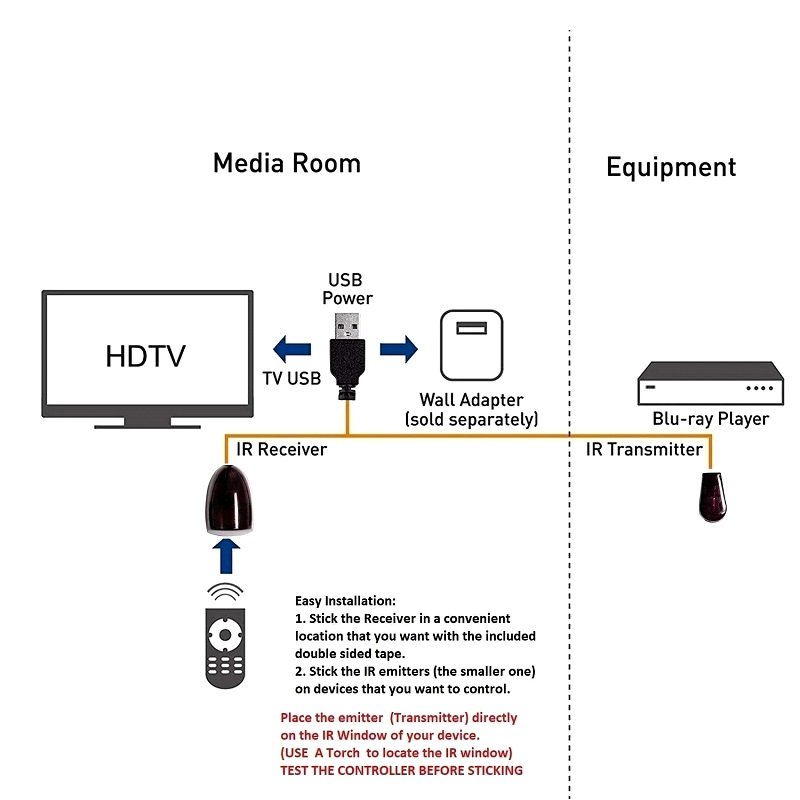 Media Room
Equipment
USB
Power
HDTV
TV USB
Wall Adapter
(sold separately)
Blu-ray Player
IR Receiver
IR Transmitter
Easy Installation:
1. Stick the Receiver in a convenient
location that you want with the included
double sided tape.
2. Stick the IR emitters (the smaller one)
on devices that you want to control.
Place the emitter (Transmitter) directly
on the IR Window of your device.
(USE A Torch to locate the IR window)
TEST THE CONTROLLER BEFORE STICKING